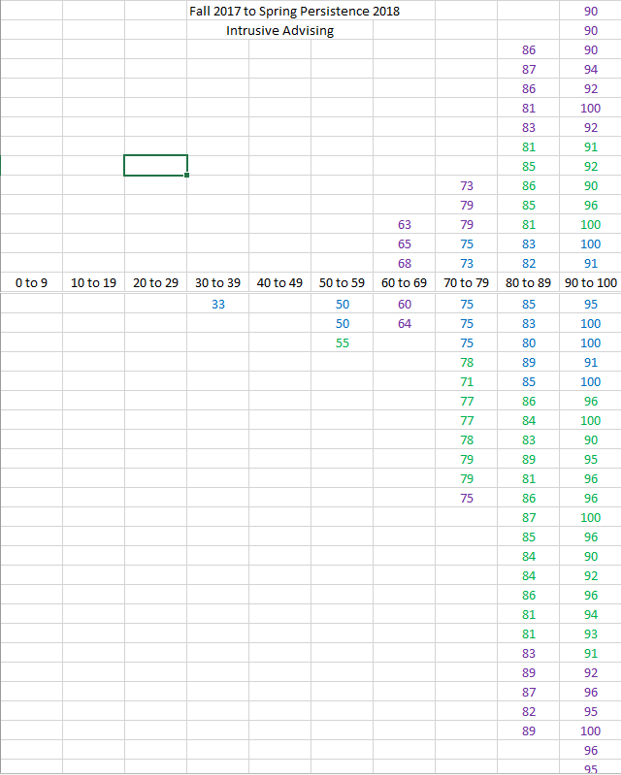 Fall 2017 to Spring Persistence 2018 90
Intrusive Advising 90
86 90
87 94
86 92
81 100
83 92
81 91
85 92
73 86 90
79 85 96
63 79 81 100
65 75 83 100
68 73 82 91
0 to 9 10 to 19 20 to 29 30 to 39 40 to 49 50 to 59 60 to 69 70 to 79 80 to 89 90 to 100
33 50 60 75 85 95
50 64 75 83 100
55 75 80 100
78 89 91
71 85 100
77 86 96
77 84 100
78 83 90
79 89 95
79 81 96
75 86 96
87 100
85 96
84 90
84 92
86 96
81 94
81 93
83 91
89 92
87 96
82 95
89 100
96
95